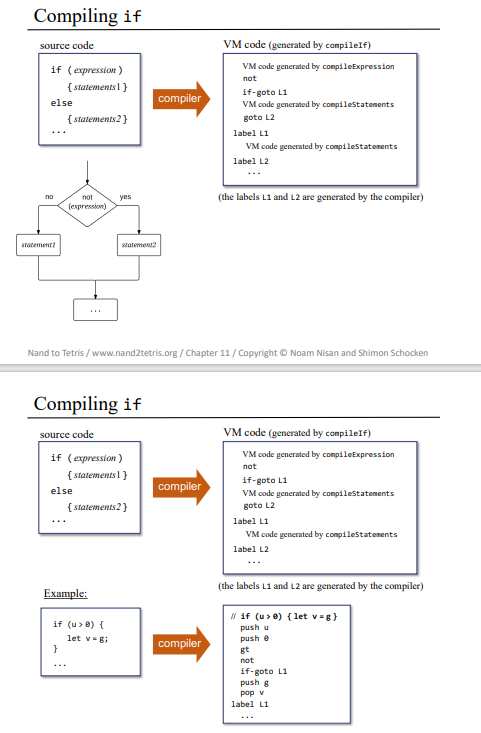 Compiling if
source code
VM code (generated by compileIf)
if ( expression )
{ statements1 }
else
{ statements2 }
...
compiler
VM code generated by compileExpression
not
if-goto L1
VM code generated by compileStatements
goto L2
label L1
VM code generated by compileStatements
label L2
...
(the labels L1 and L2 are generated by the compiler)
no
not
(expression)
yes
statement1
statement2
...
Nand to Tetris / www.nand2tetris.org / Chapter 11 / Copyright © Noam Nisan and Shimon Schocken
Compiling if
source code
VM code (generated by compileIf)
if ( expression )
{ statements1 }
else
{ statements2 }
...
compiler
VM code generated by compileExpression
not
if-goto L1
VM code generated by compileStatements
goto L2
label L1
VM code generated by compileStatements
label L2
...
(the labels L1 and L2 are generated by the compiler)
Example:
if (u > 0) {
let v = g;
}
...
compiler
// if (u > 0) { let v = g }
push u
push 0
gt
not
if-goto L1
push g
pop v
label L1
...